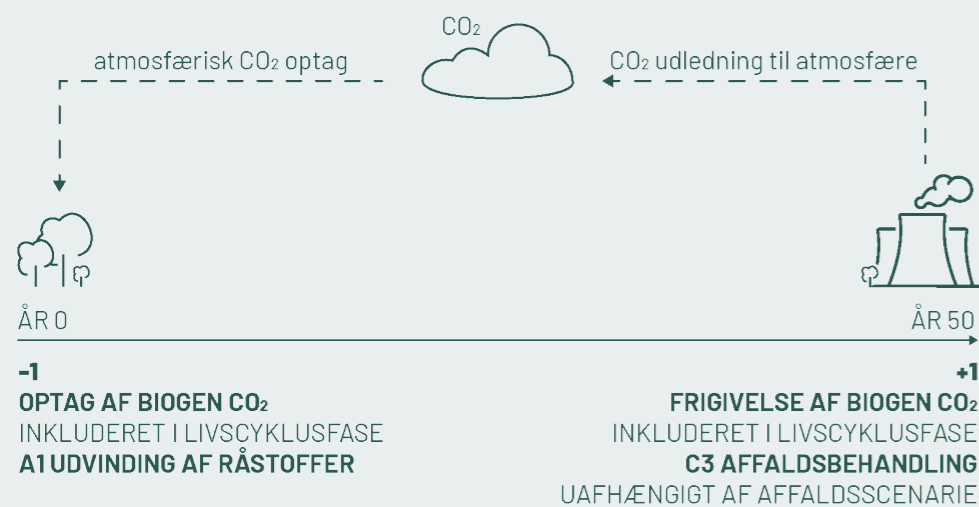 CO₂
atmosfærisk CO₂ optag
CO₂ udledning til atmosfære
ÅR 0
ÅR 50
-1
OPTAG AF BIOGEN CO₂
INKLUDERET I LIVSCYKLUSFASE
A1 UDVINDING AF RÅSTOFFER
+1
FRIGIVELSE AF BIOGEN CO₂
INKLUDERET I LIVSCYKLUSFASE
C3 AFFALDSBEHANDLING
UAFHÆNGIGT AF AFFALDSSCENARIE